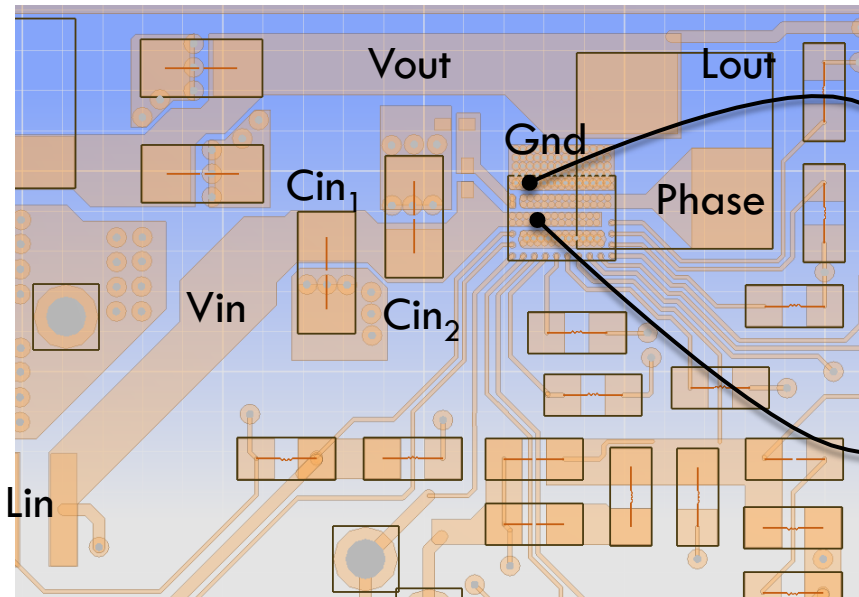 Vout
Lout
Gnd
Cin₁
Phase
Vin
Cin₂
Lin